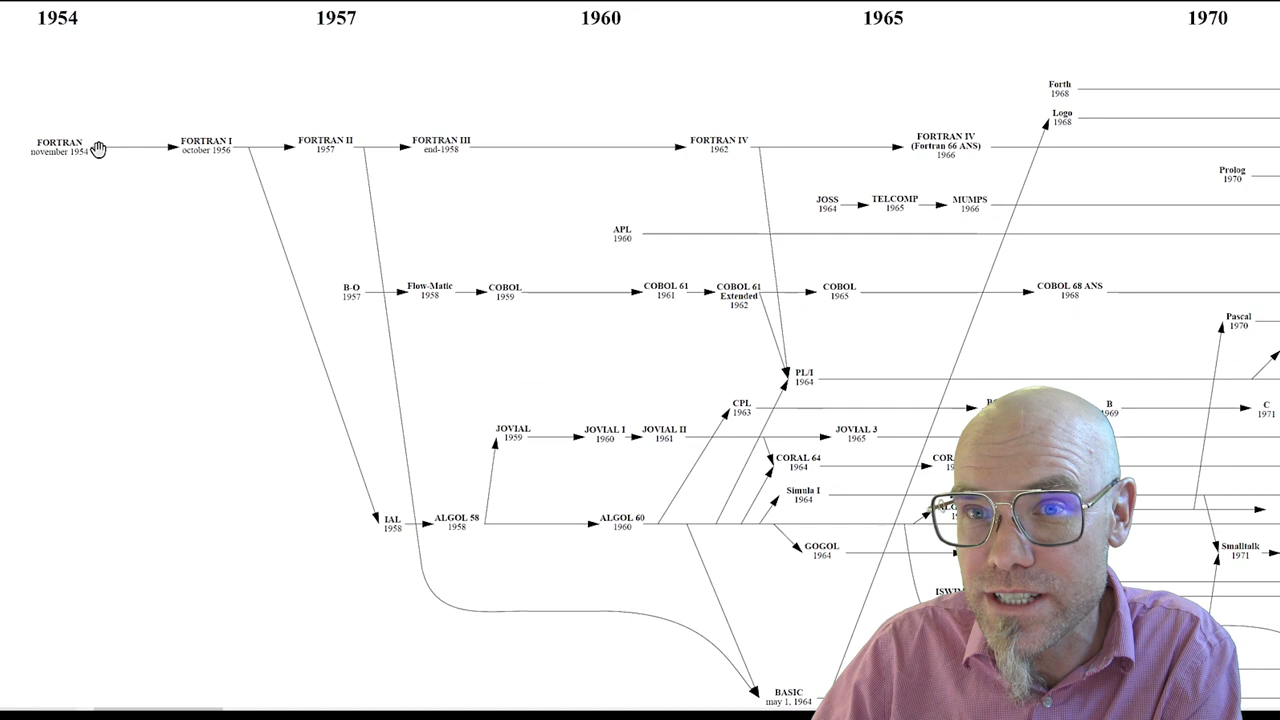 1954
1957
1960
1965
1970
Forth
1968
Logo
1968
FORTRAN
november 1954
FORTRAN I
october 1956
FORTRAN II
1957
FORTRAN III
end-1958
FORTRAN IV
1962
FORTRAN IV
(Fortran 66 ANS)
1966
Prolog
1970
JOSS
1964
TELCOMP
1965
MUMPS
1966
APL
1960
B-O
1957
Flow-Matic
1958
COBOL
1959
COBOL 61
1961
COBOL 61
Extended
1962
COBOL
1965
COBOL 68 ANS
1968
Pascal
1970
PL/I
1964
CPL
1963
B
1969
C
1971
JOVIAL
1959
JOVIAL I
1960
JOVIAL II
1961
JOVIAL 3
1965
CORAL 64
1964
Simula I
1964
IAL
1958
ALGOL 58
1958
ALGOL 60
1960
GOGOL
1964
Smalltalk
1971
BASIC
may 1, 1964